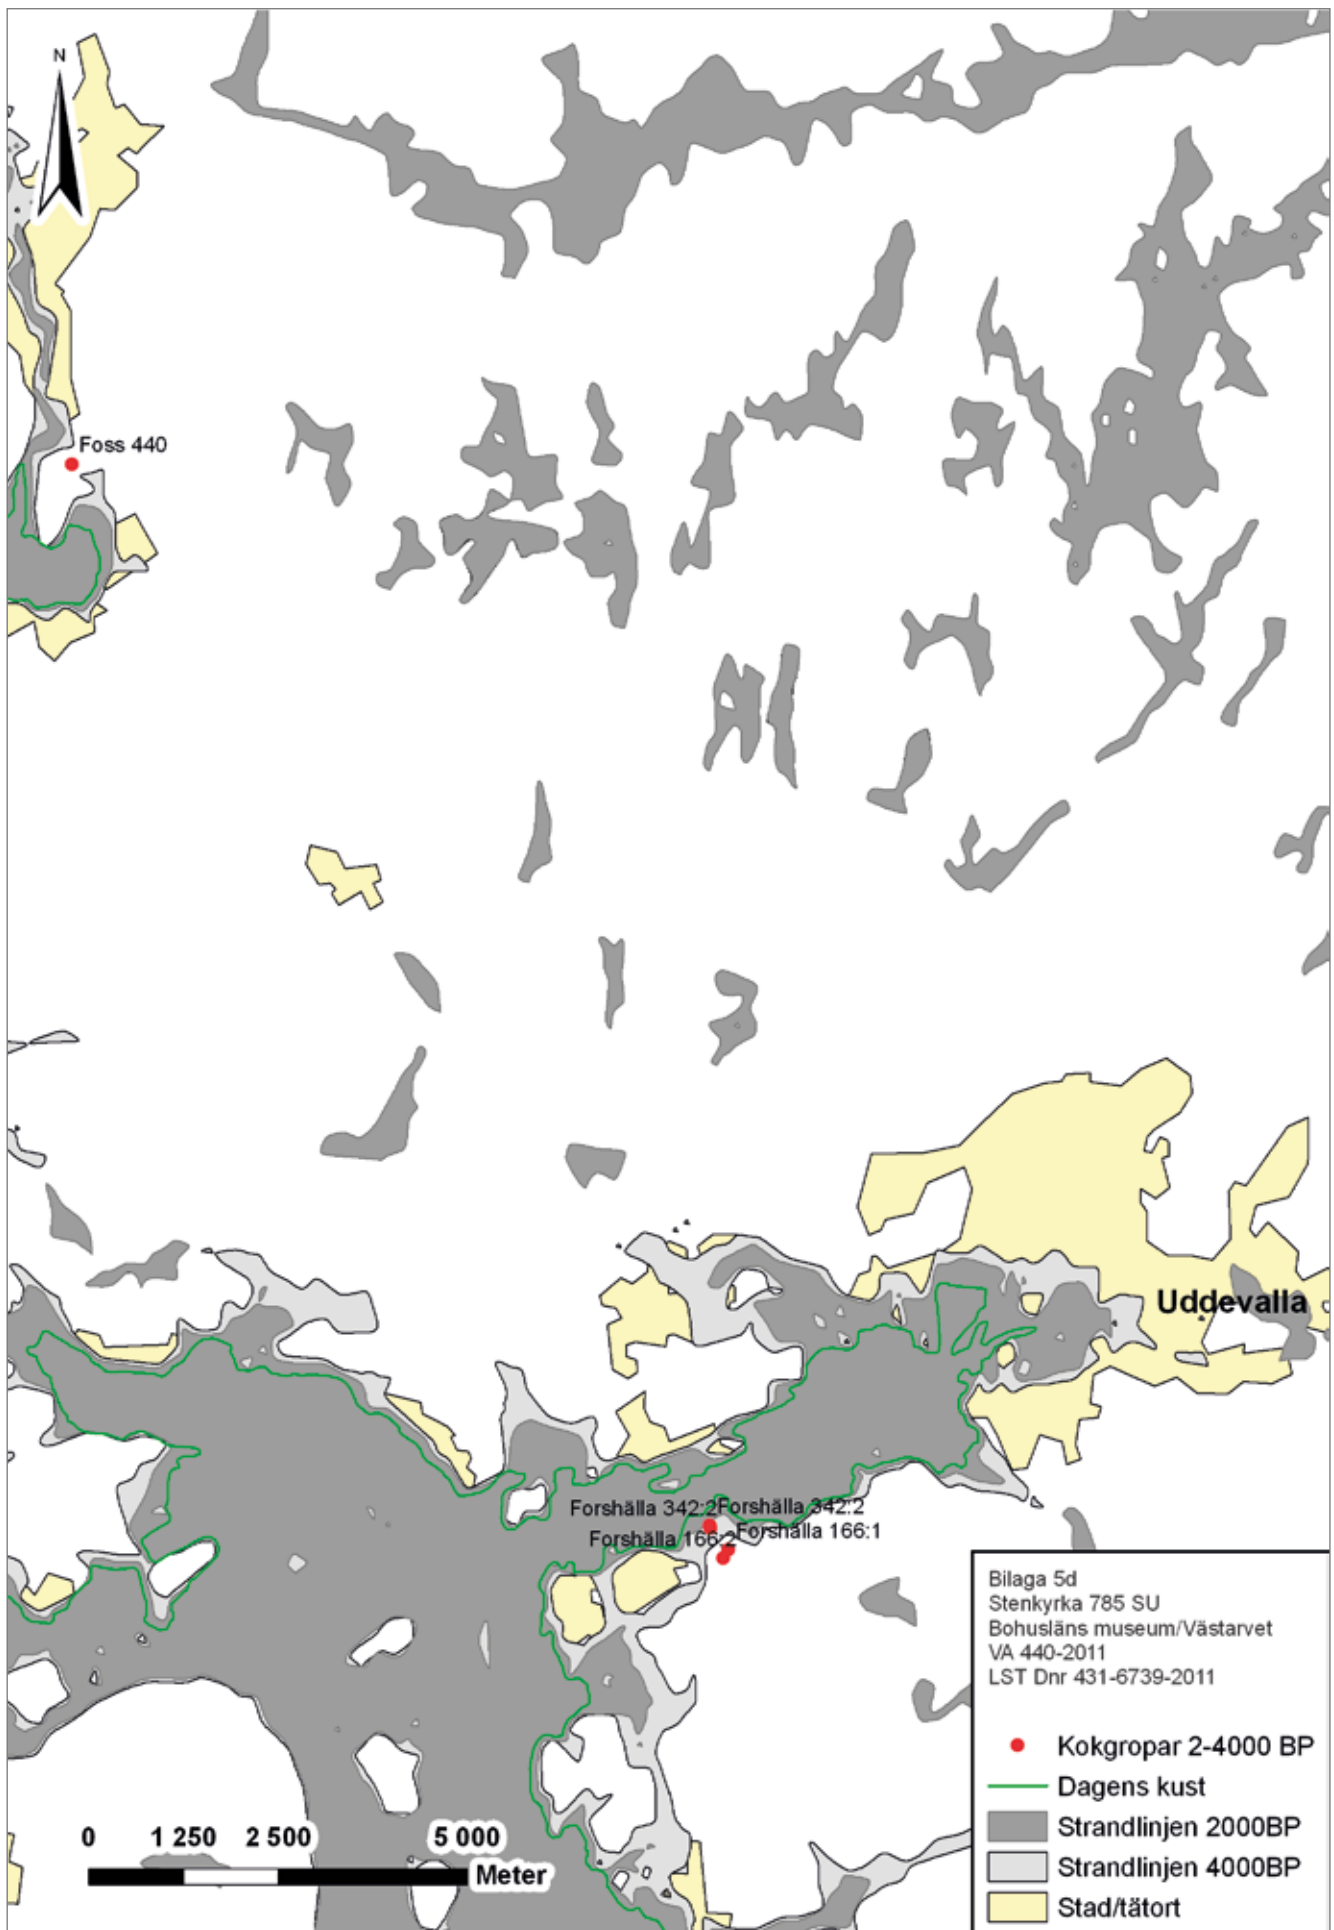 N
Foss 440
Uddevalla
Forshälla 342:2 Forshälla 342:2
Forshälla 166:2 Forshälla 166:1
Bilaga 5d
Stenkyrka 785 SU
Bohusläns museum/Västarvet
VA 440-2011
LST Dnr 431-6739-2011
Kokgropar 2-4000 BP
Dagens kust
Strandlinjen 2000BP
Strandlinjen 4000BP
Stad/tätort
0 1 250 2 500 5 000
Meter